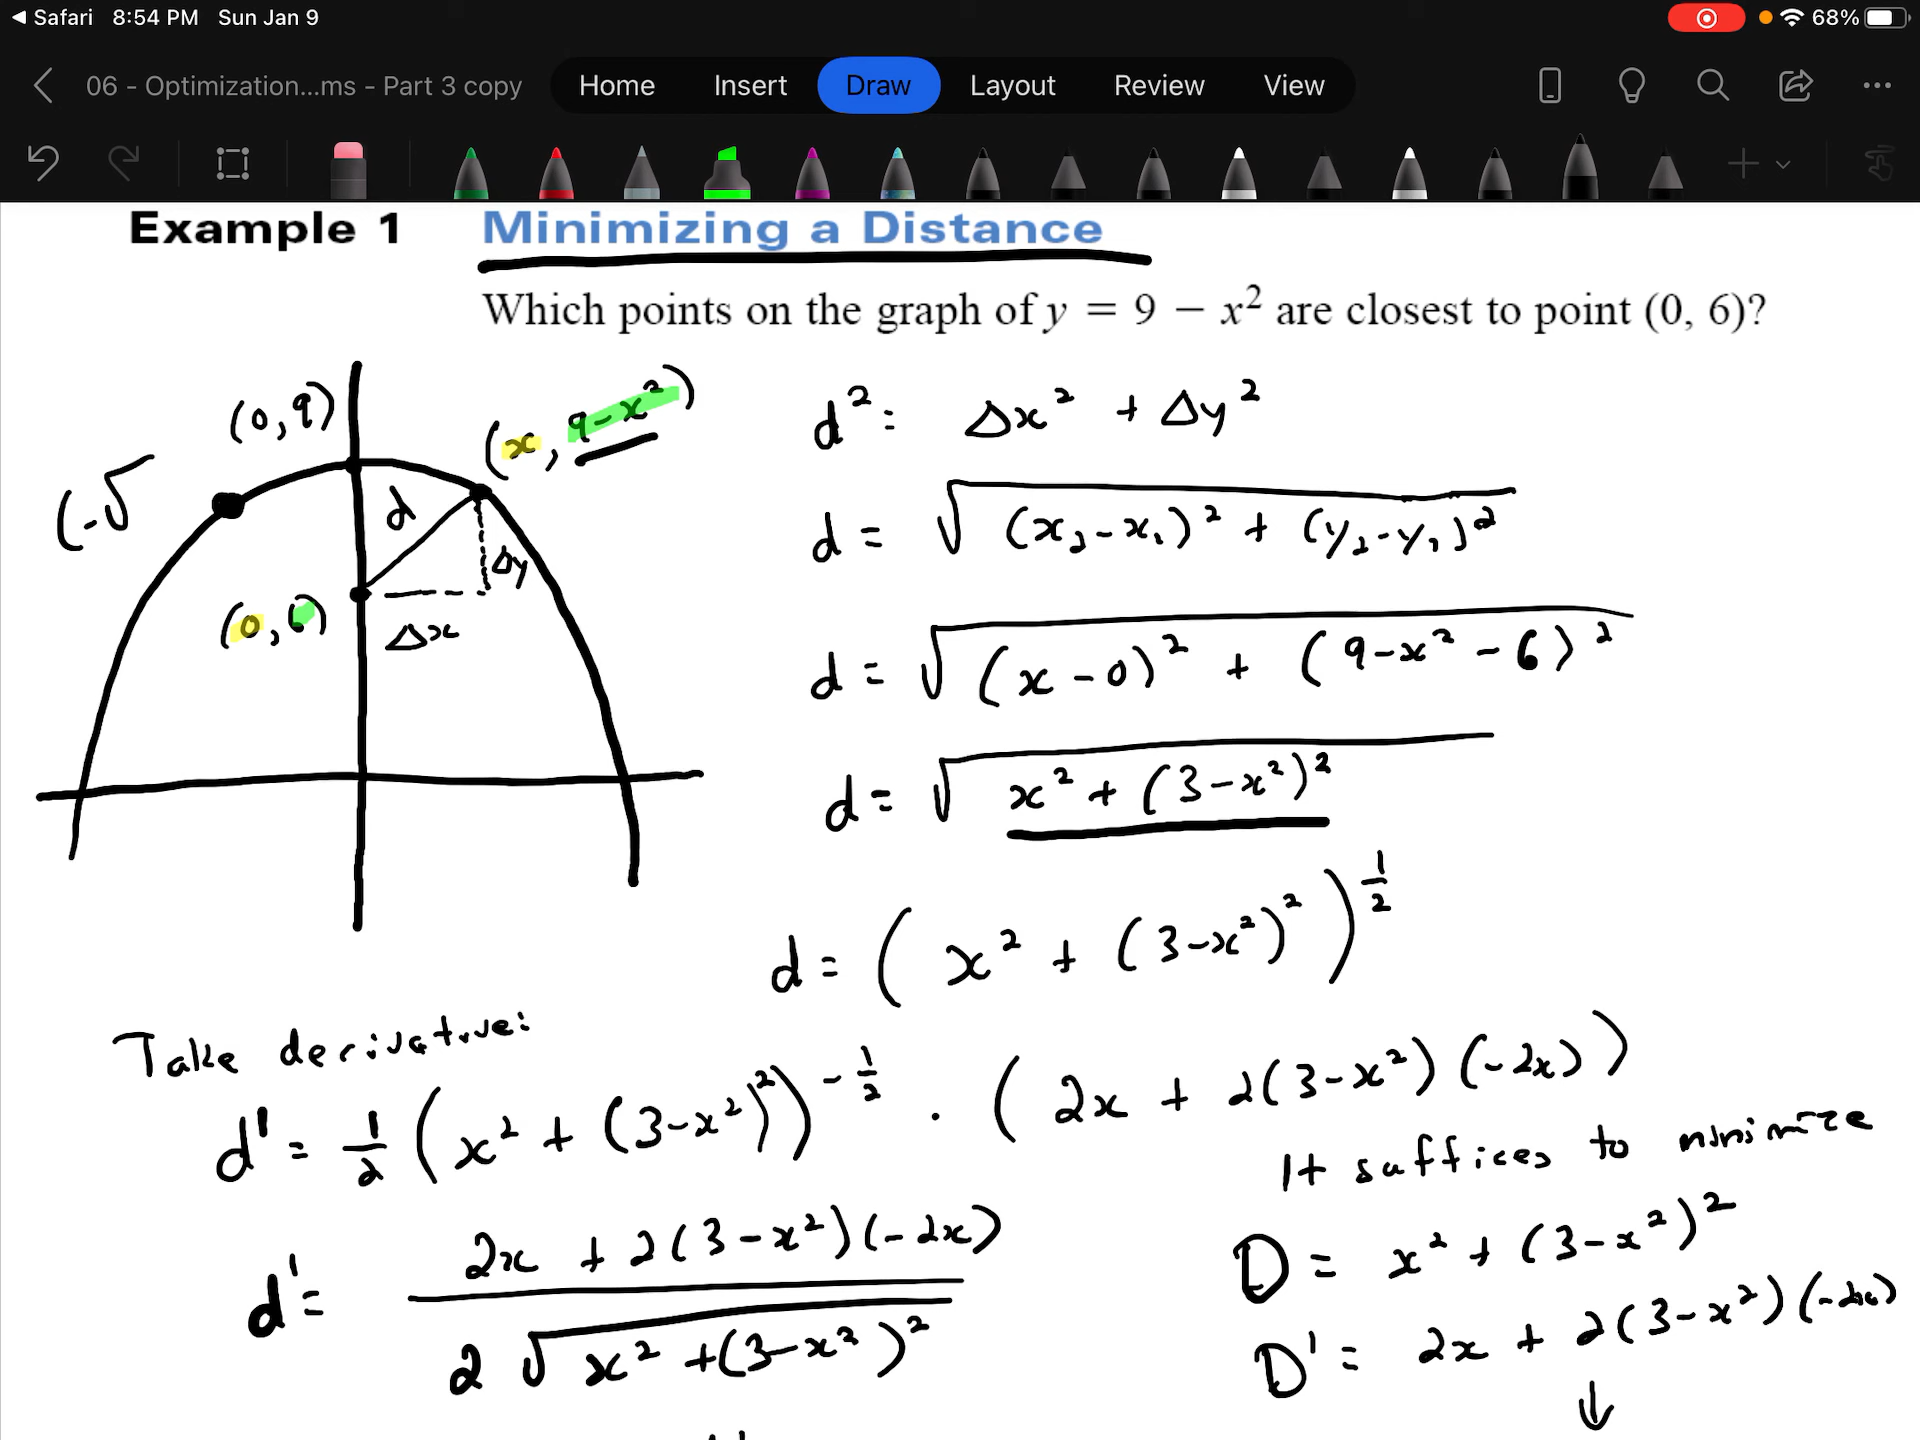 Safari 8:54 PM Sun Jan 9 68%
06 - Optimization...ms - Part 3 copy Home Insert Draw Layout Review View
Example 1 Minimizing a Distance
Which points on the graph of y = 9 − x² are closest to point (0, 6)?
(0,9)
(x, 9-x²)
(-√
d
Δy
(0, 6)
Δx
d² = Δx² + Δy²
d = √(x₂-x₁)² + (y₂-y₁)²
d = √(x-0)² + (9-x²-6)²
d = √x² + (3-x²)²
d = (x² + (3-x²)²)^1/2
Take derivative:
d' = 1/2 (x² + (3-x²)²)^-1/2 · (2x + 2(3-x²)(-2x))
d' = 2x + 2(3-x²)(-2x) / 2√x² + (3-x²)²
It suffices to minimize
D = x² + (3-x²)²
D' = 2x + 2(3-x²)(-2x)
↓